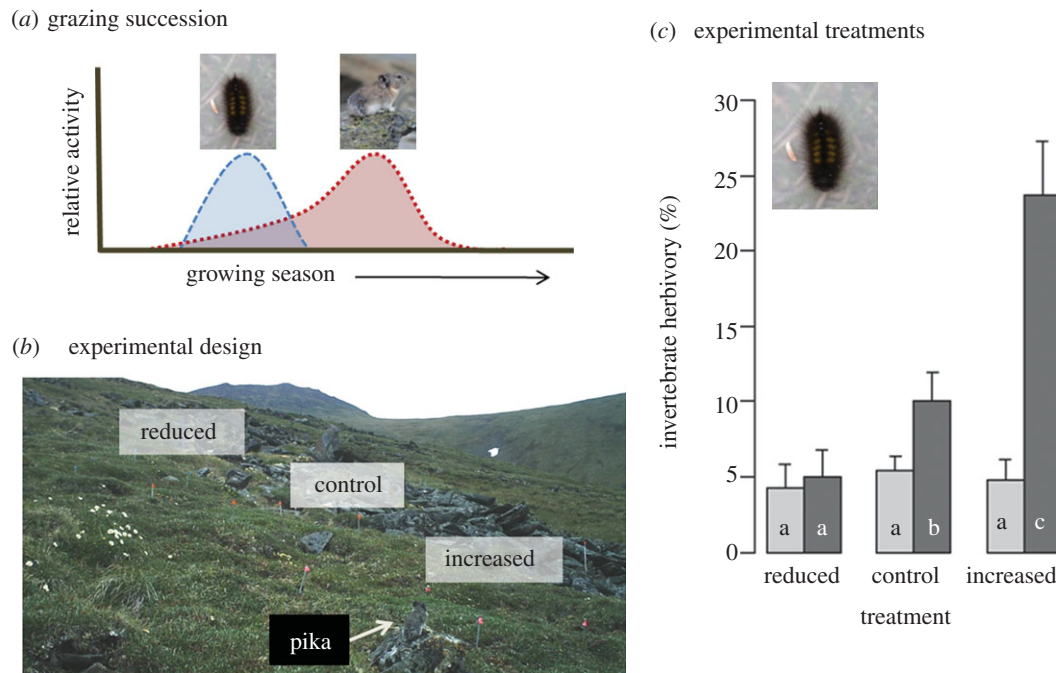 (a) grazing succession
relative activity
growing season
(b) experimental design
reduced
control
increased
pika
(c) experimental treatments
invertebrate herbivory (%)
30
25
20
15
10
5
0
a a a b a c
reduced control increased
treatment